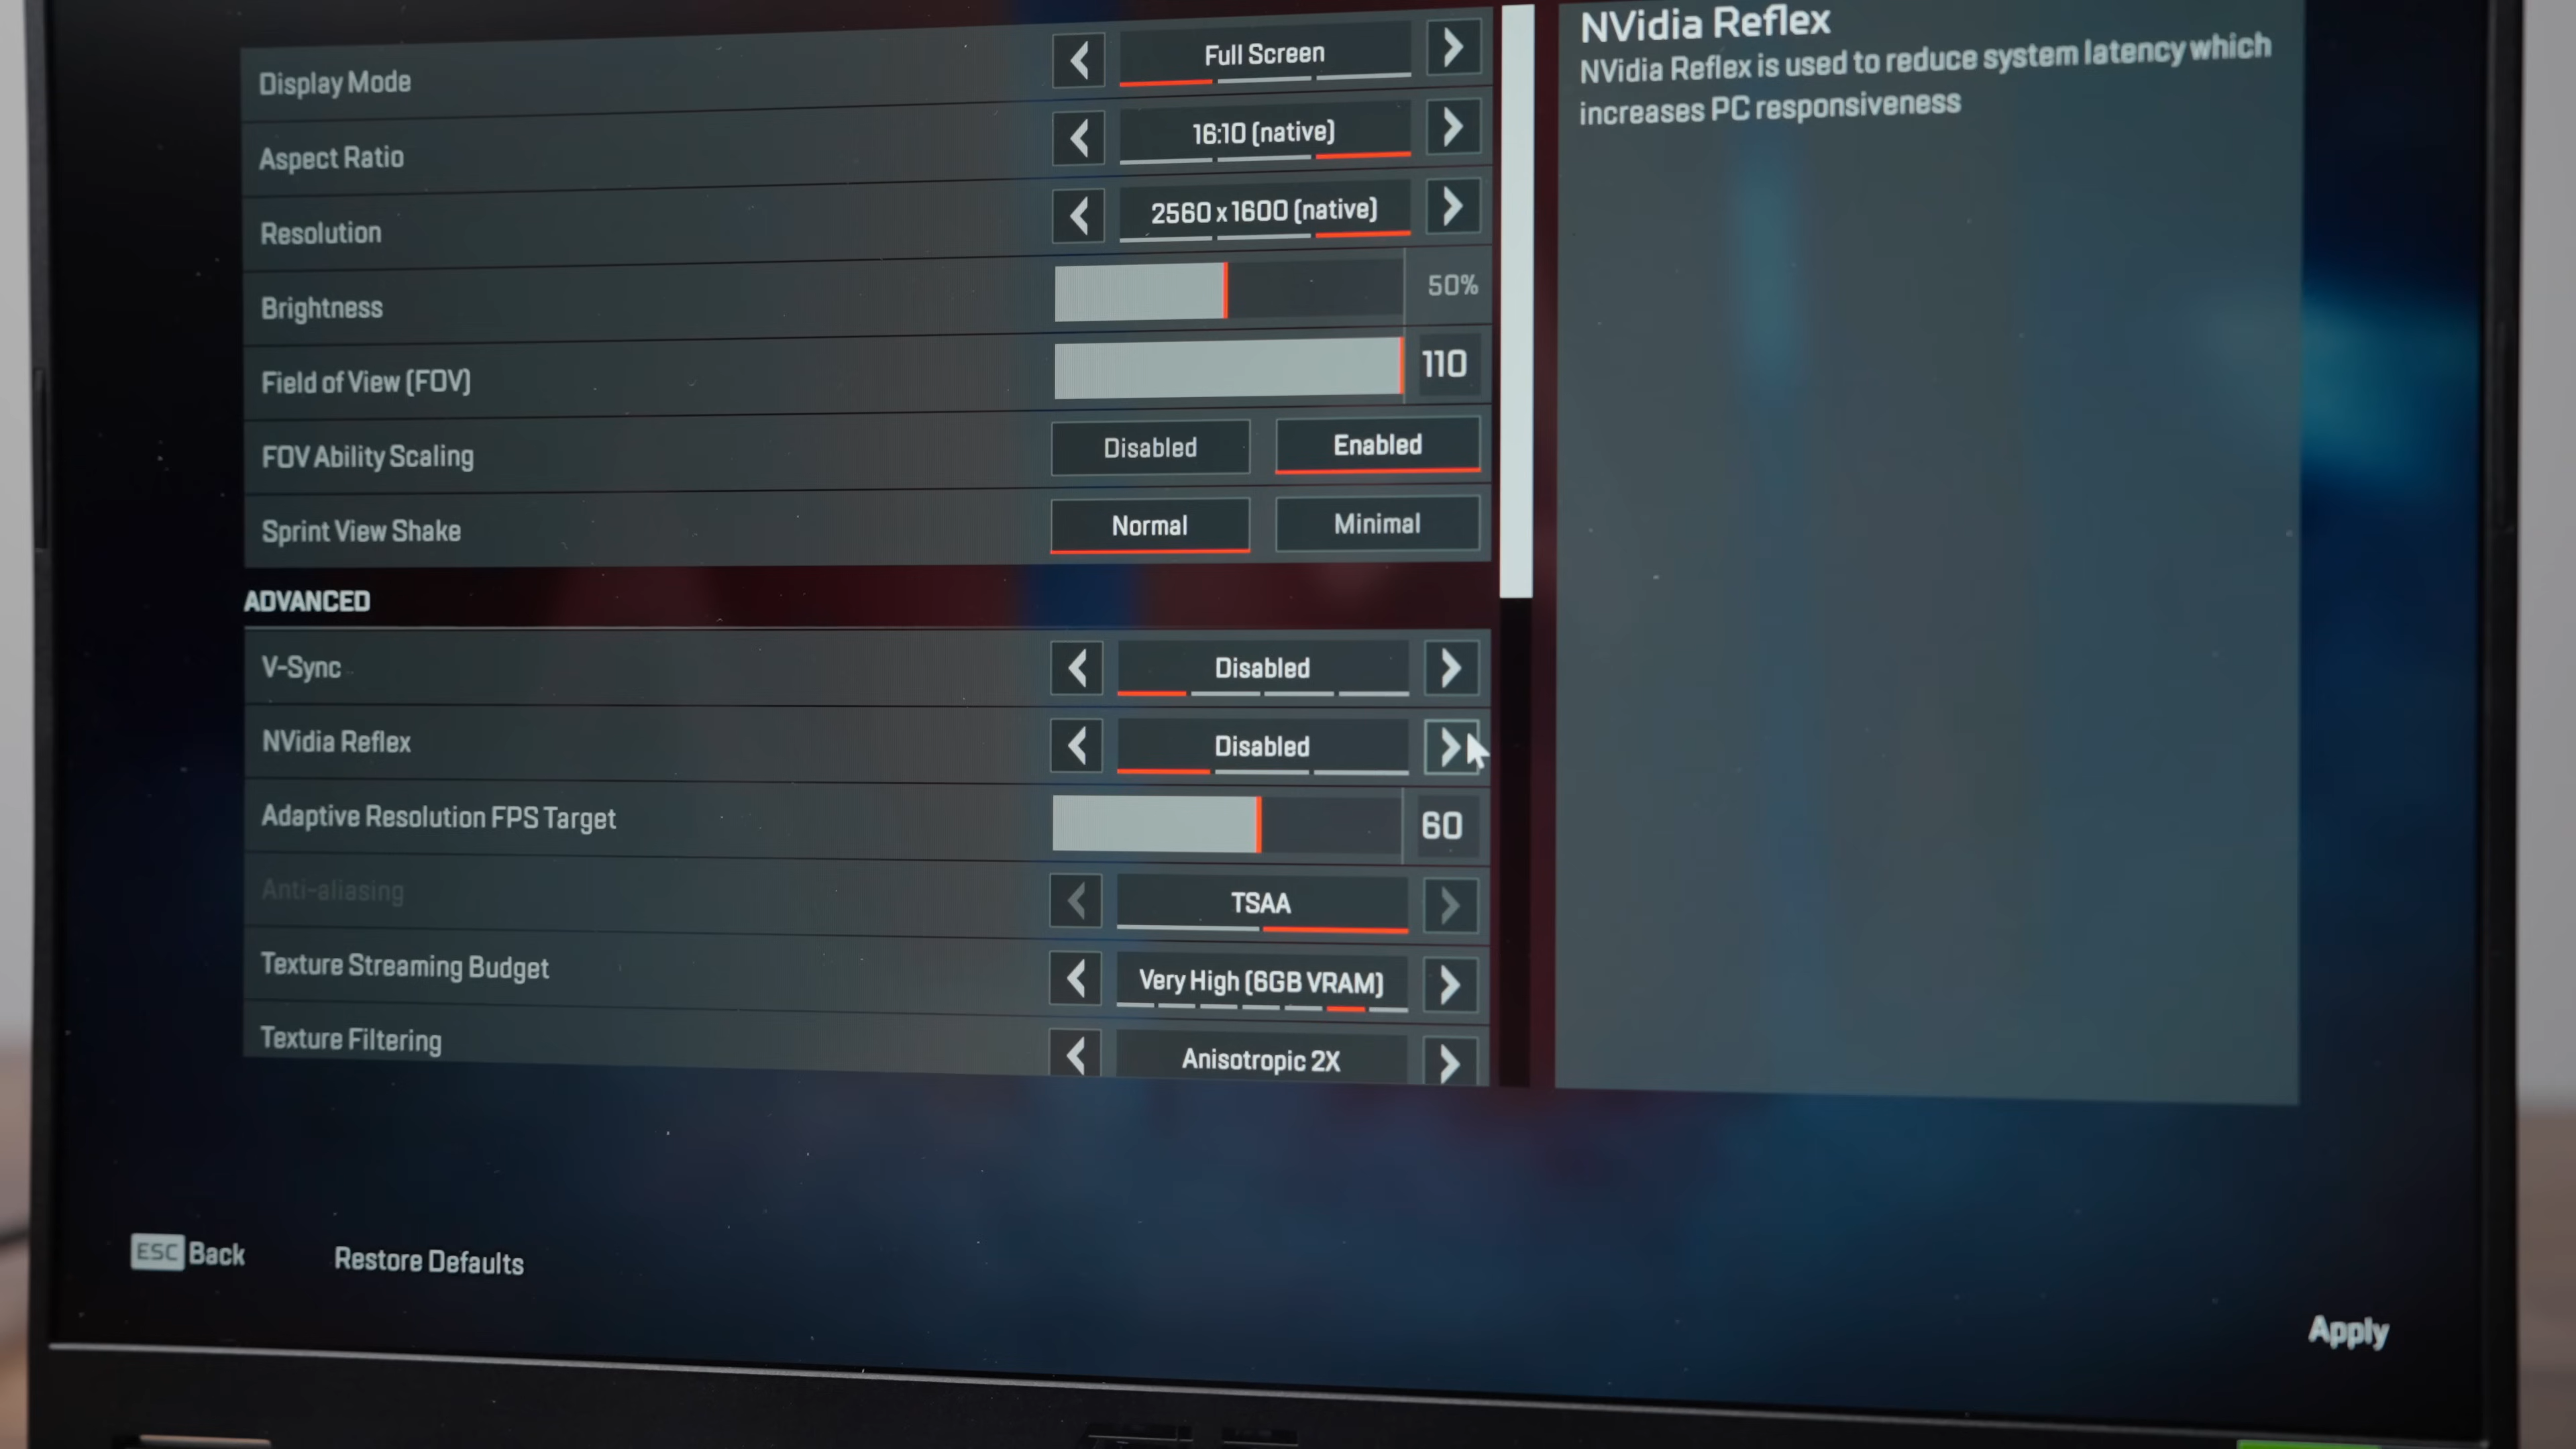 Display Mode
Full Screen
Aspect Ratio
16:10 (native)
Resolution
2560 x 1600 (native)
Brightness
50%
Field of View (FOV)
110
FOV Ability Scaling
Disabled
Enabled
Sprint View Shake
Normal
Minimal
ADVANCED
V-Sync
Disabled
NVidia Reflex
Disabled
Adaptive Resolution FPS Target
60
Anti-aliasing
TSAA
Texture Streaming Budget
Very High (6GB VRAM)
Texture Filtering
Anisotropic 2X
NVidia Reflex
NVidia Reflex is used to reduce system latency which
increases PC responsiveness
ESC Back
Restore Defaults
Apply